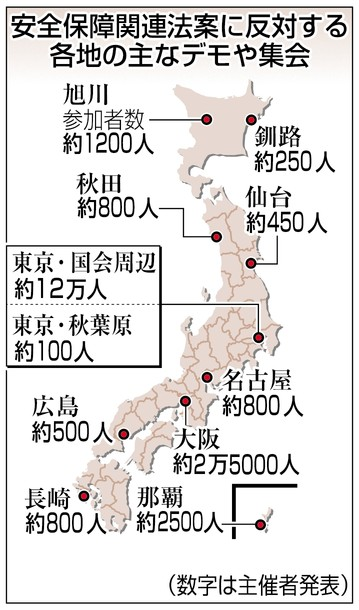 安全保障関連法案に反対する
各地の主なデモや集会
旭川
参加者数
約1200人
釧路
約250人
秋田
約800人
仙台
約450人
東京・国会周辺
約12万人
東京・秋葉原
約100人
名古屋
約800人
広島
約500人
大阪
約2万5000人
長崎
約800人
那覇
約2500人
(数字は主催者発表)